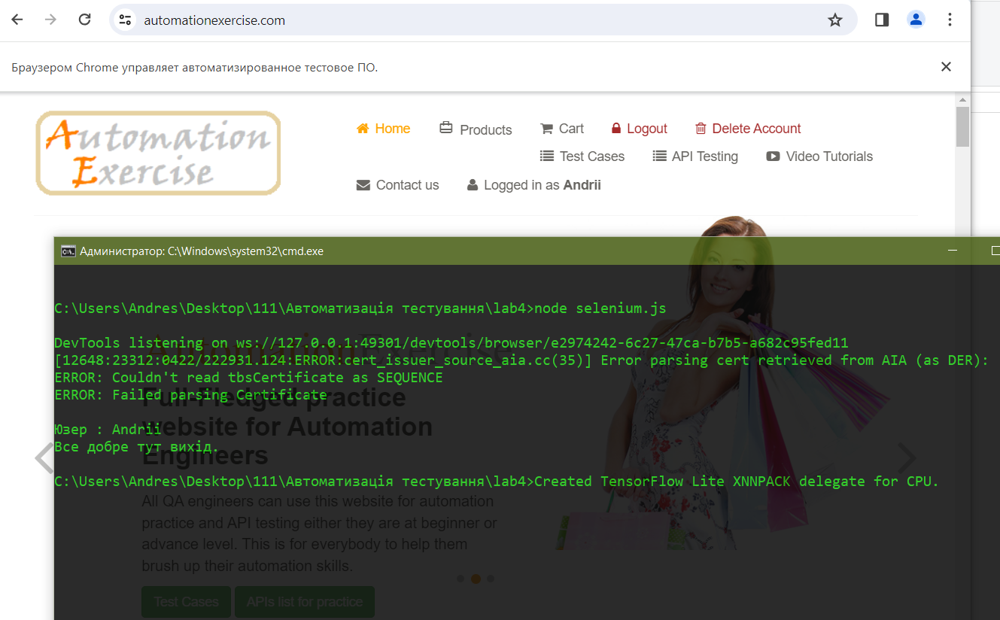 automationexercise.com
Браузером Chrome управляет автоматизированное тестовое ПО.
Automation
Exercise
Home Products Cart Logout Delete Account
Test Cases API Testing Video Tutorials
Contact us Logged in as Andrii
Администратор: C:\Windows\system32\cmd.exe
C:\Users\Andres\Desktop\111\Автоматизація тестування\lab4>node selenium.js
DevTools listening on ws://127.0.0.1:49301/devtools/browser/e2974242-6c27-47ca-b7b5-a682c95fed11
[12648:23312:0422/222931.124:ERROR:cert_issuer_source_aia.cc(35)] Error parsing cert retrieved from AIA (as DER):
ERROR: Couldn't read tbsCertificate as SEQUENCE
ERROR: Failed parsing Certificate
Юзер : Andrii
Все добре тут вихід.
C:\Users\Andres\Desktop\111\Автоматизація тестування\lab4>Created TensorFlow Lite XNNPACK delegate for CPU.
AutomationExercise
Full-Fledged practice
website for Automation
Engineers
All QA engineers can use this website for automation
practice and API testing either they are at beginner or
advance level. This is for everybody to help them
brush up their automation skills.
Test Cases APIs list for practice